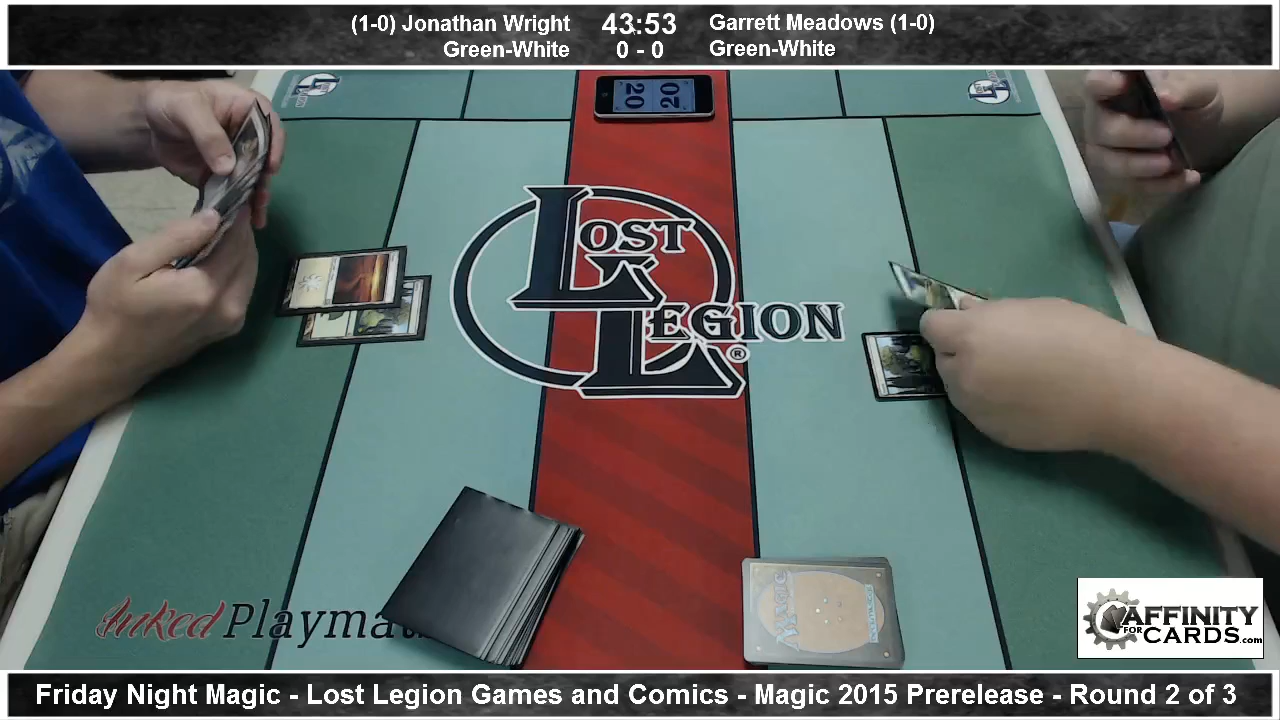 (1-0) Jonathan Wright
Green-White
43:53
0 - 0
Garrett Meadows (1-0)
Green-White
20 20
LOST
LEGION
®
Inked Playma
MAGIC
AFFINITY
FOR
CARDS.com
Friday Night Magic - Lost Legion Games and Comics - Magic 2015 Prerelease - Round 2 of 3